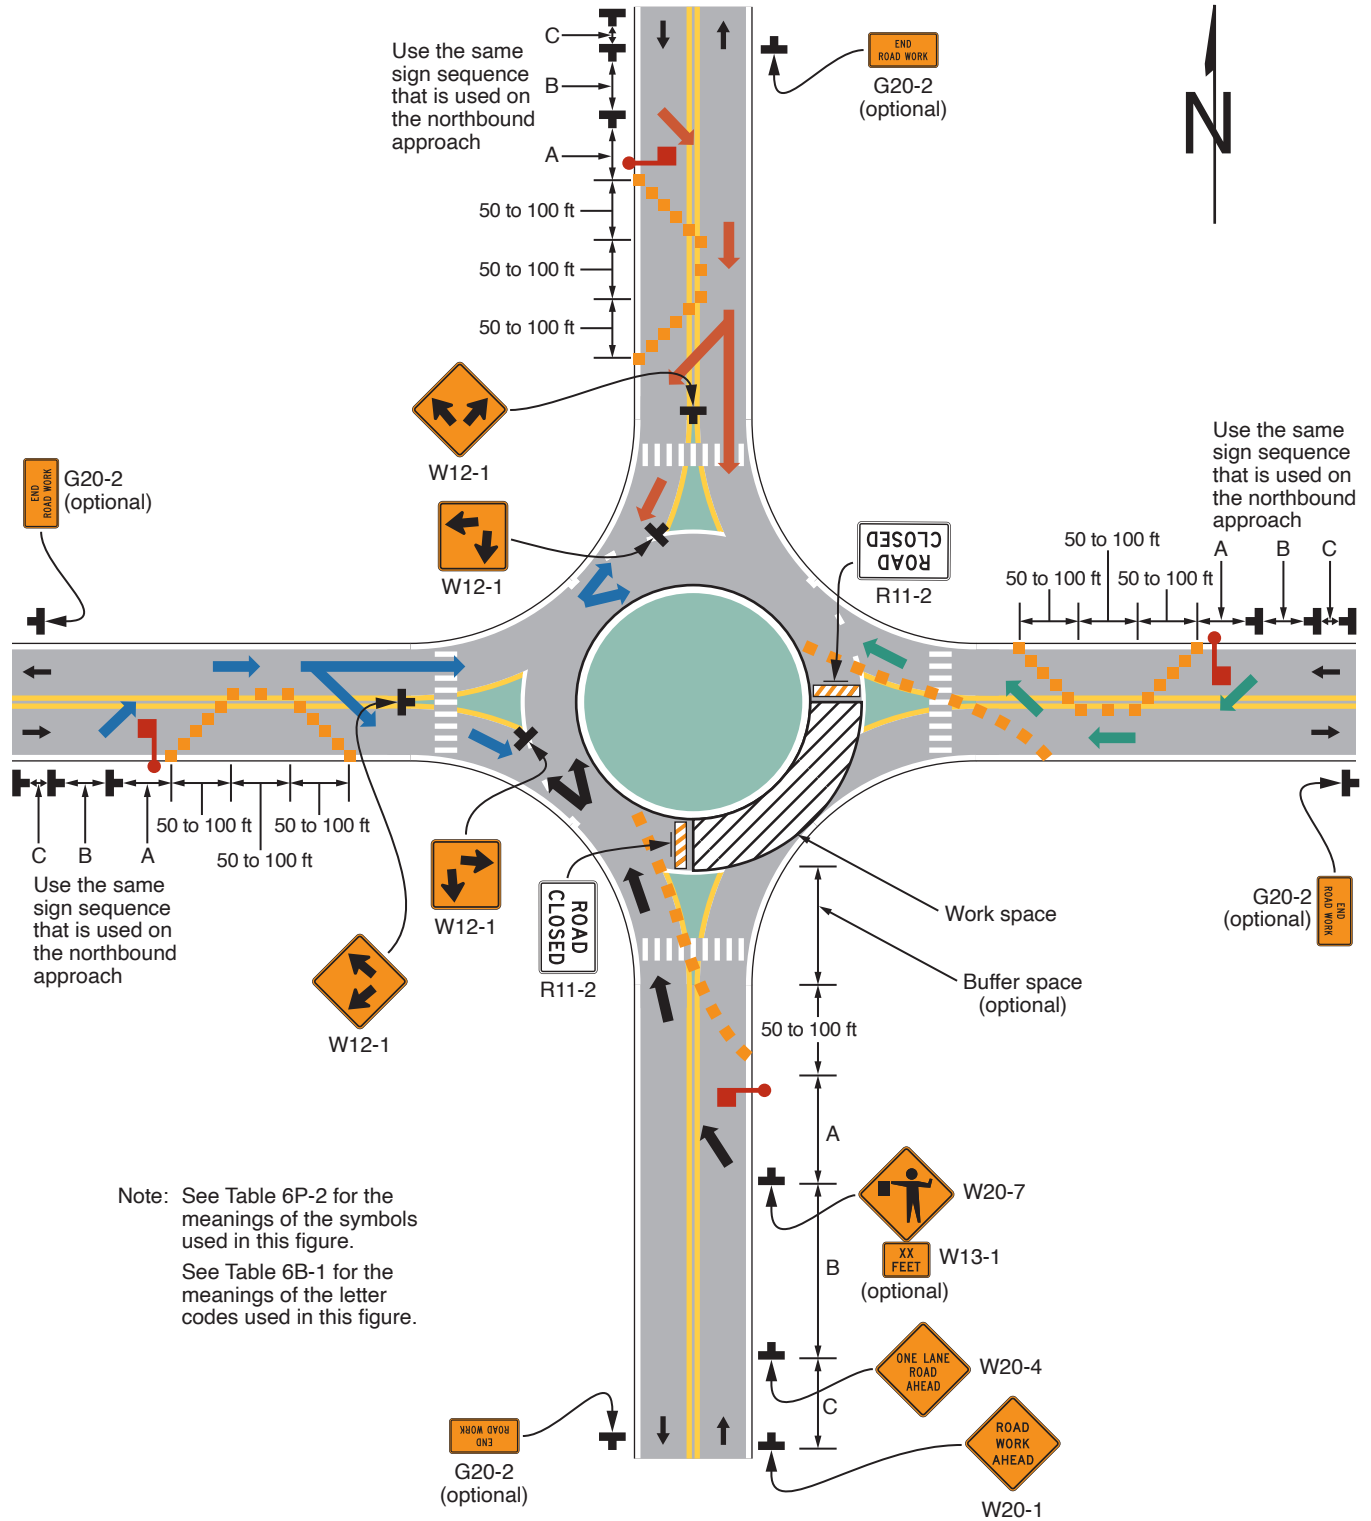 C
Use the same
sign sequence
that is used on
the northbound
approach
B
A
END
ROAD WORK
G20-2
(optional)
N
50 to 100 ft
50 to 100 ft
50 to 100 ft
W12-1
END
ROAD WORK
G20-2
(optional)
W12-1
ROAD
CLOSED
R11-2
Use the same
sign sequence
that is used on
the northbound
approach
50 to 100 ft
50 to 100 ft
50 to 100 ft
A
B
C
50 to 100 ft
50 to 100 ft
50 to 100 ft
C
B
A
Use the same
sign sequence
that is used on
the northbound
approach
W12-1
W12-1
ROAD
CLOSED
R11-2
Work space
Buffer space
(optional)
END
ROAD WORK
G20-2
(optional)
50 to 100 ft
A
W20-7
XX
FEET
W13-1
(optional)
B
ONE LANE
ROAD
AHEAD
W20-4
C
ROAD
WORK
AHEAD
W20-1
END
ROAD WORK
G20-2
(optional)
Note: See Table 6P-2 for the
meanings of the symbols
used in this figure.
See Table 6B-1 for the
meanings of the letter
codes used in this figure.